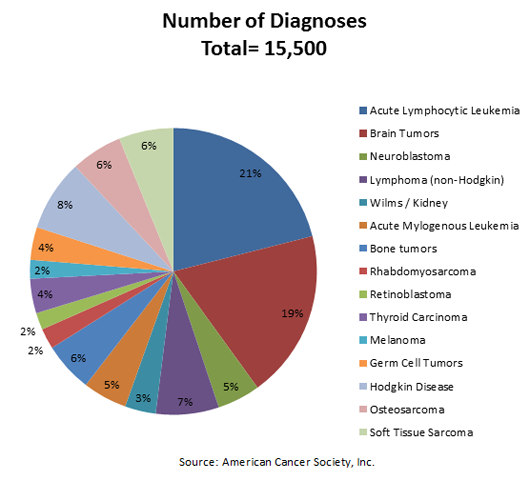 Number of Diagnoses
Total= 15,500
21%
19%
5%
7%
3%
5%
6%
2%
2%
4%
2%
4%
8%
6%
6%
Acute Lymphocytic Leukemia
Brain Tumors
Neuroblastoma
Lymphoma (non-Hodgkin)
Wilms / Kidney
Acute Mylogenous Leukemia
Bone tumors
Rhabdomyosarcoma
Retinoblastoma
Thyroid Carcinoma
Melanoma
Germ Cell Tumors
Hodgkin Disease
Osteosarcoma
Soft Tissue Sarcoma
Source: American Cancer Society, Inc.